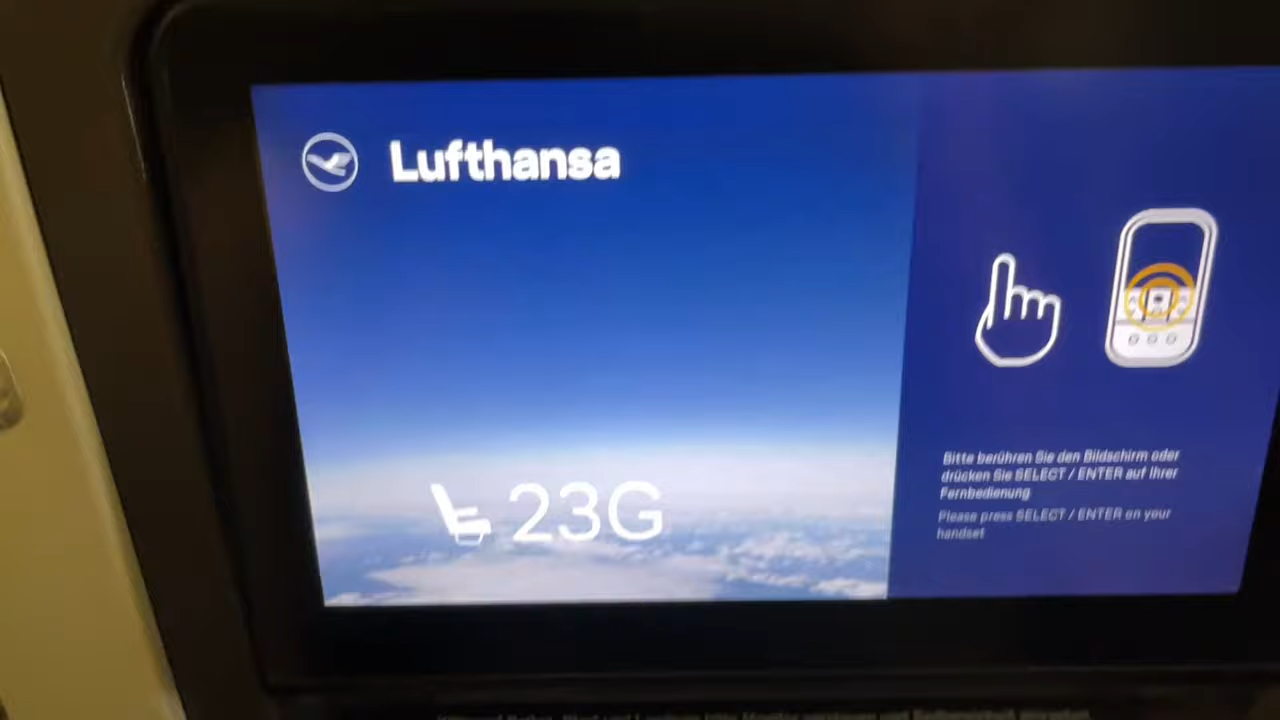 Lufthansa
23G
Bitte berühren Sie den Bildschirm oder
drücken Sie SELECT / ENTER auf Ihrer
Fernbedienung
Please press SELECT / ENTER on your
handset